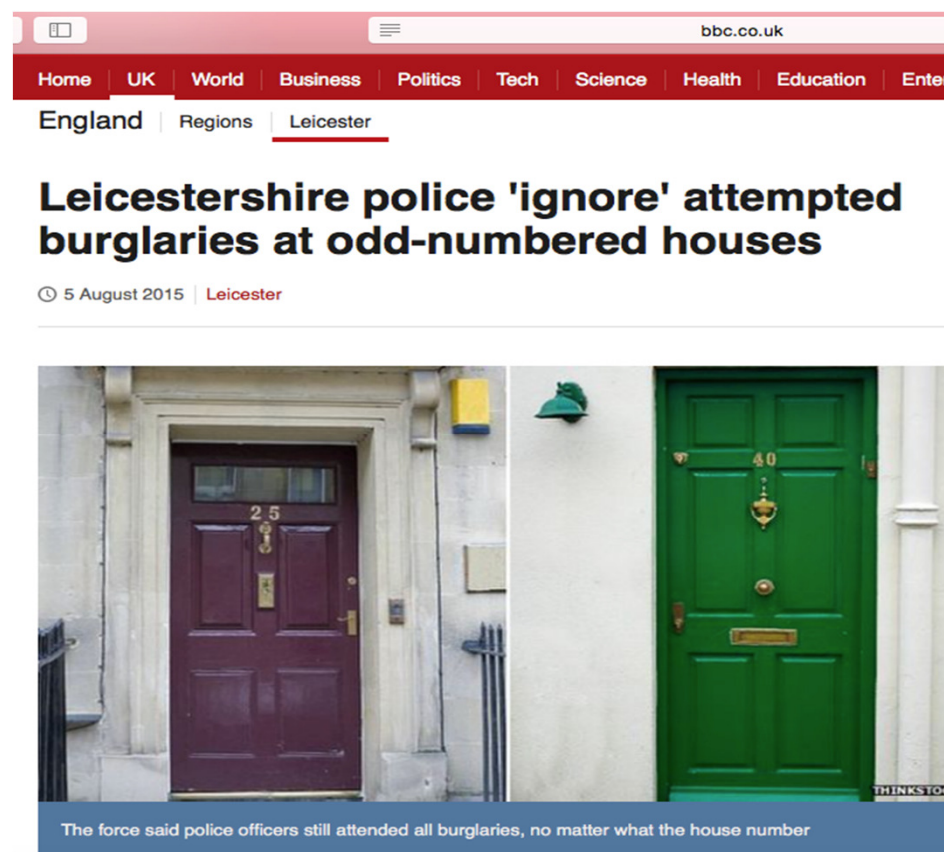 bbc.co.uk
Home UK World Business Politics Tech Science Health Education Enter
England Regions Leicester
Leicestershire police 'ignore' attempted
burglaries at odd-numbered houses
5 August 2015 Leicester
25
40
THINKSTO
The force said police officers still attended all burglaries, no matter what the house number